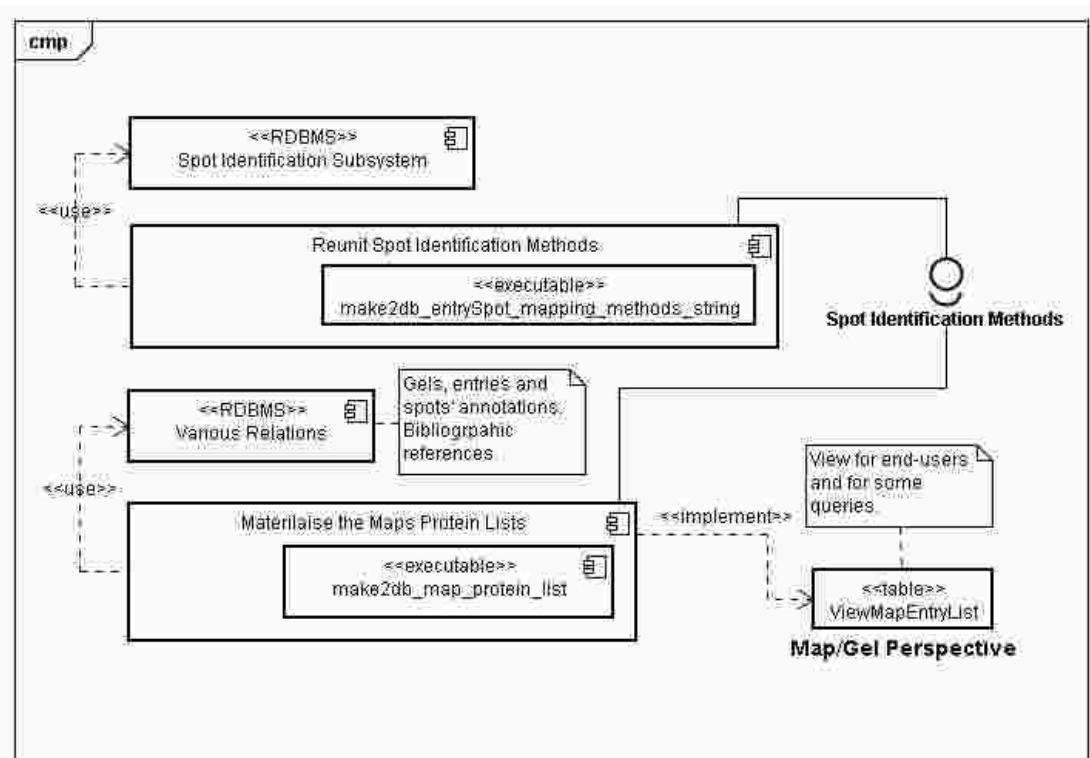 cmp
<<RDBMS>>
Spot Identification Subsystem
<<use>>
Reunit Spot Identification Methods
<<executable>>
make2db_entrySpot_mapping_methods_string
Spot Identification Methods
<<RDBMS>>
Various Relations
Gels, entries and
spots' annotations.
Bibliogrpahic
references
<<use>>
View for end-users
and for some
queries.
Materilaise the Maps Protein Lists
<<implement>>
<<executable>>
make2db_map_protein_list
<<table>>
ViewMapEntryList
Map/Gel Perspective